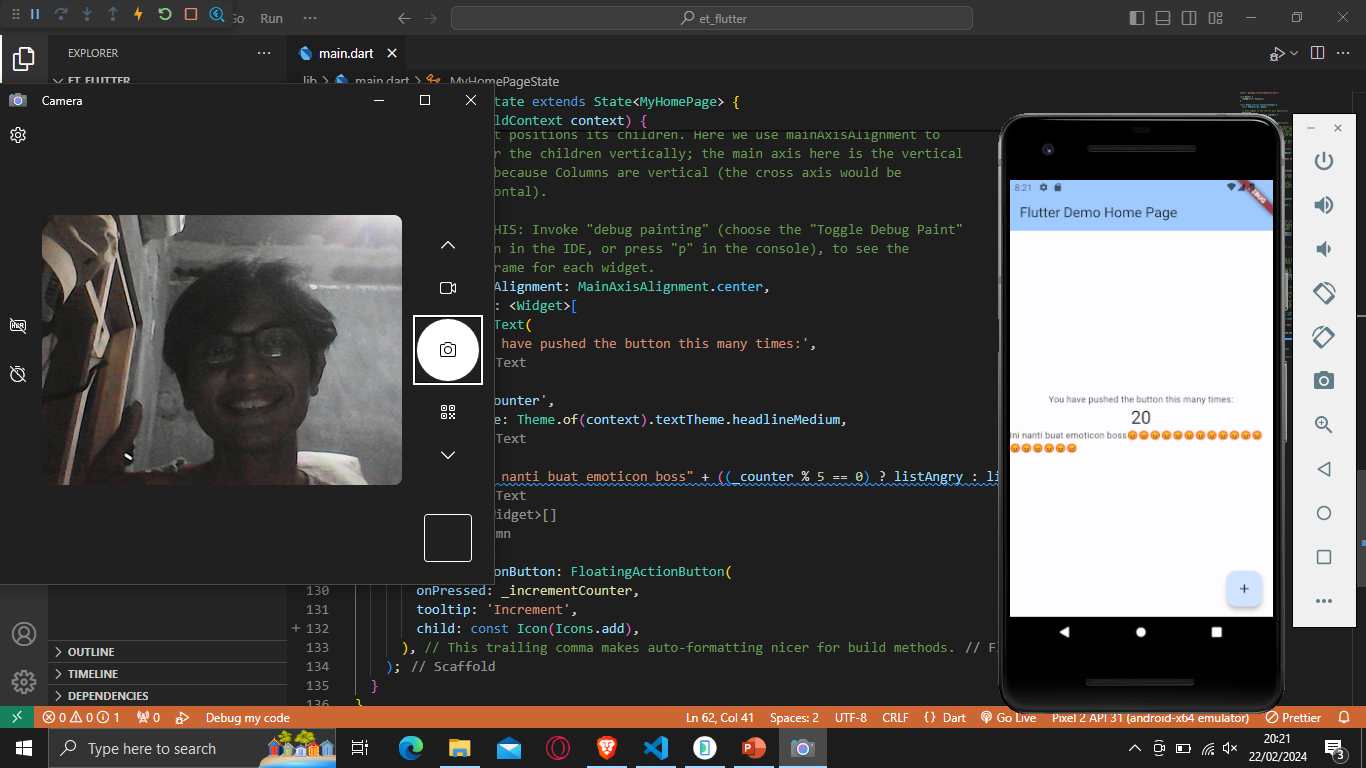 Go Run ···
et_flutter
EXPLORER ···
main.dart
ET_FLUTTER
lib > main.dart > _MyHomePageState
Camera
tate extends State<MyHomePage> {
ldContext context) {
t positions its children. Here we use mainAxisAlignment to
r the children vertically; the main axis here is the vertical
because Columns are vertical (the cross axis would be
ontal).
HIS: Invoke "debug painting" (choose the "Toggle Debug Paint"
n in the IDE, or press "p" in the console), to see the
rame for each widget.
Alignment: MainAxisAlignment.center,
: <Widget>[
Text(
have pushed the button this many times:',
Text
ounter',
e: Theme.of(context).textTheme.headlineMedium,
Text
nanti buat emoticon boss" + ((_counter % 5 == 0) ? listAngry : li
Text
Widget>[]
mn
onButton: FloatingActionButton(
130 onPressed: _incrementCounter,
131 tooltip: 'Increment',
132 child: const Icon(Icons.add),
133 ), // This trailing comma makes auto-formatting nicer for build methods. // F
134 ); // Scaffold
135 }
136 }
OUTLINE
TIMELINE
DEPENDENCIES
8:21
DEBUG
Flutter Demo Home Page
You have pushed the button this many times:
20
Ini nanti buat emoticon boss😡😡😡😡😡😡😡😡😡😡😡😡
😡😡😡😡😡😡
+
0 0 1 0 Debug my code Ln 62, Col 41 Spaces: 2 UTF-8 CRLF {} Dart Go Live Pixel 2 API 31 (android-x64 emulator) Prettier
Type here to search
20:21
22/02/2024
3